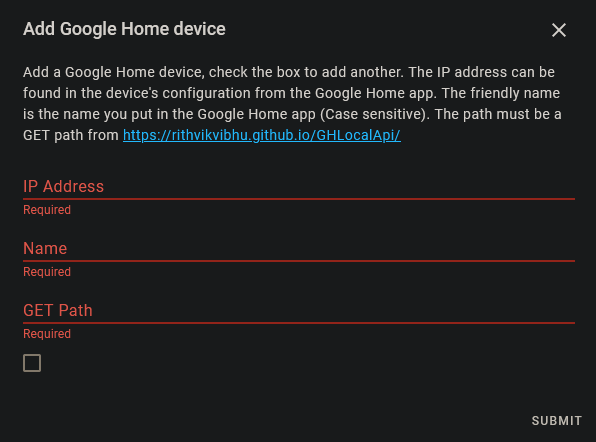 Add Google Home device
Add a Google Home device, check the box to add another. The IP address can be
found in the device's configuration from the Google Home app. The friendly name
is the name you put in the Google Home app (Case sensitive). The path must be a
GET path from https://rithvikvibhu.github.io/GHLocalApi/
IP Address
Required
Name
Required
GET Path
Required
SUBMIT